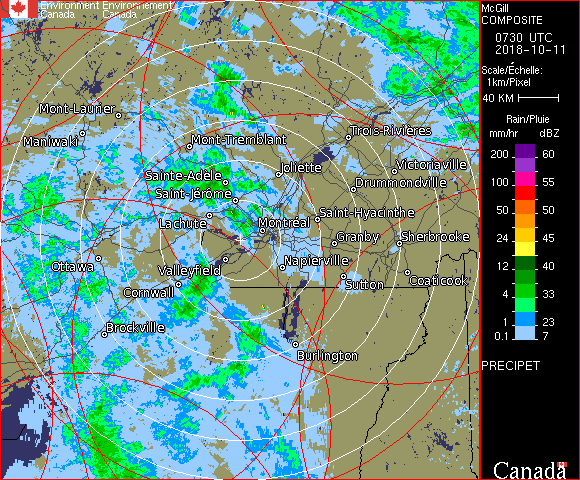 Environment Environnement
Canada Canada
Mont-Laurier
Maniwaki
Mont-Tremblant
Trois-Rivières
Joliette
Victoriaville
Sainte-Adèle
Drummondville
Saint-Jérôme
Saint-Hyacinthe
Lachute
Montréal
Granby
Sherbrooke
Ottawa
Valleyfield
Napierville
Cornwall
Sutton
Coaticook
Brockville
Burlington
McGill
COMPOSITE
0730 UTC
2018-10-11
Scale/Échelle:
1km/Pixel
40 KM
Rain/Pluie
mm/hr dBZ
200 60
100 55
50 50
24 45
12 40
4 33
1 23
0.1 7
PRECIPET
Canada